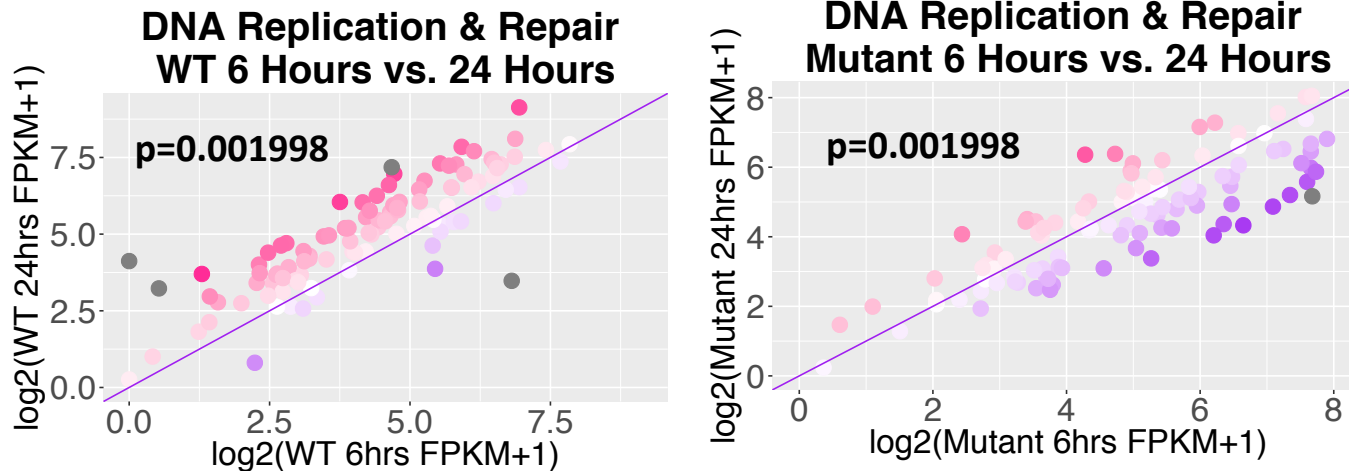 DNA Replication & Repair
WT 6 Hours vs. 24 Hours
log2(WT 24hrs FPKM+1)
p=0.001998
7.5
5.0
2.5
0.0
0.0
2.5
5.0
7.5
log2(WT 6hrs FPKM+1)
DNA Replication & Repair
Mutant 6 Hours vs. 24 Hours
log2(Mutant 24hrs FPKM+1)
p=0.001998
8
6
4
2
0
0
2
4
6
8
log2(Mutant 6hrs FPKM+1)